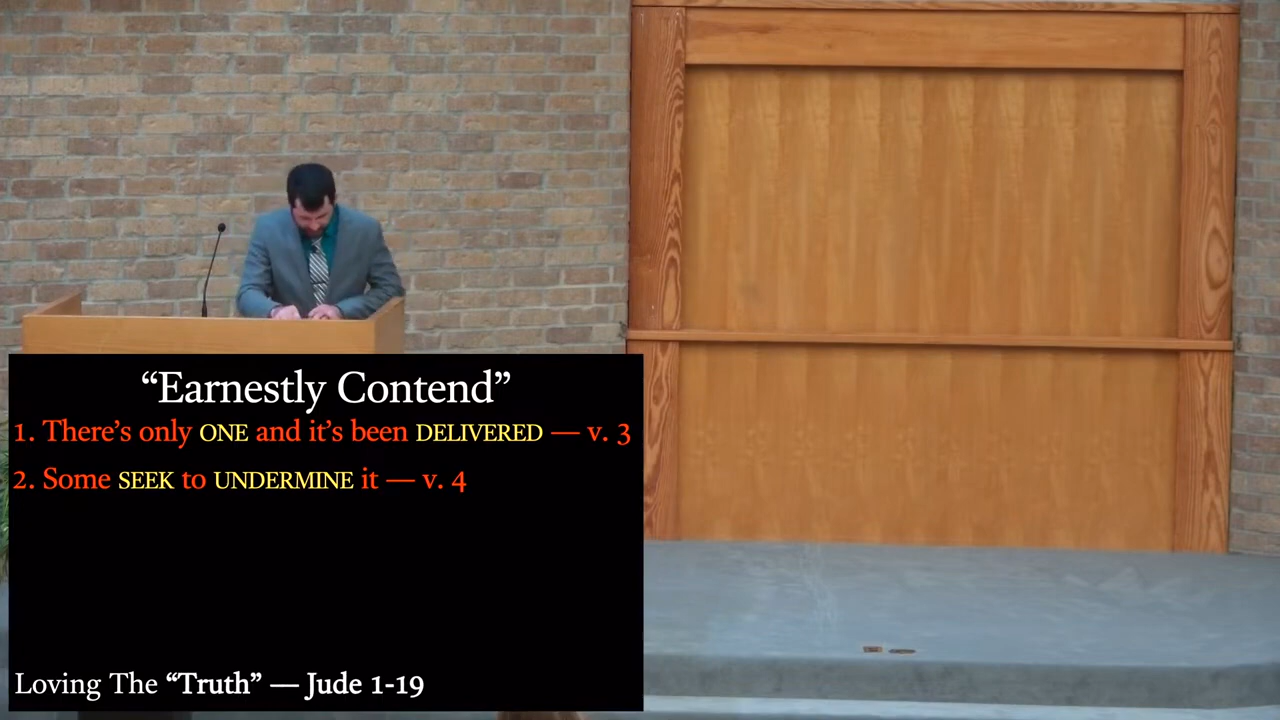 “Earnestly Contend”
1. There’s only ONE and it’s been DELIVERED — v. 3
2. Some SEEK to UNDERMINE it — v. 4
Loving The “Truth” — Jude 1-19